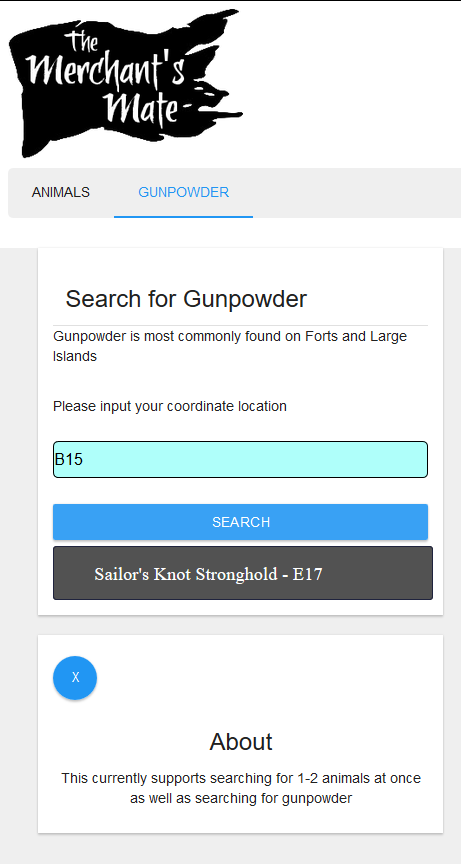 The
Merchant's
Mate
ANIMALS GUNPOWDER
Search for Gunpowder
Gunpowder is most commonly found on Forts and Large
Islands
Please input your coordinate location
B15
SEARCH
Sailor's Knot Stronghold - E17
X
About
This currently supports searching for 1-2 animals at once
as well as searching for gunpowder